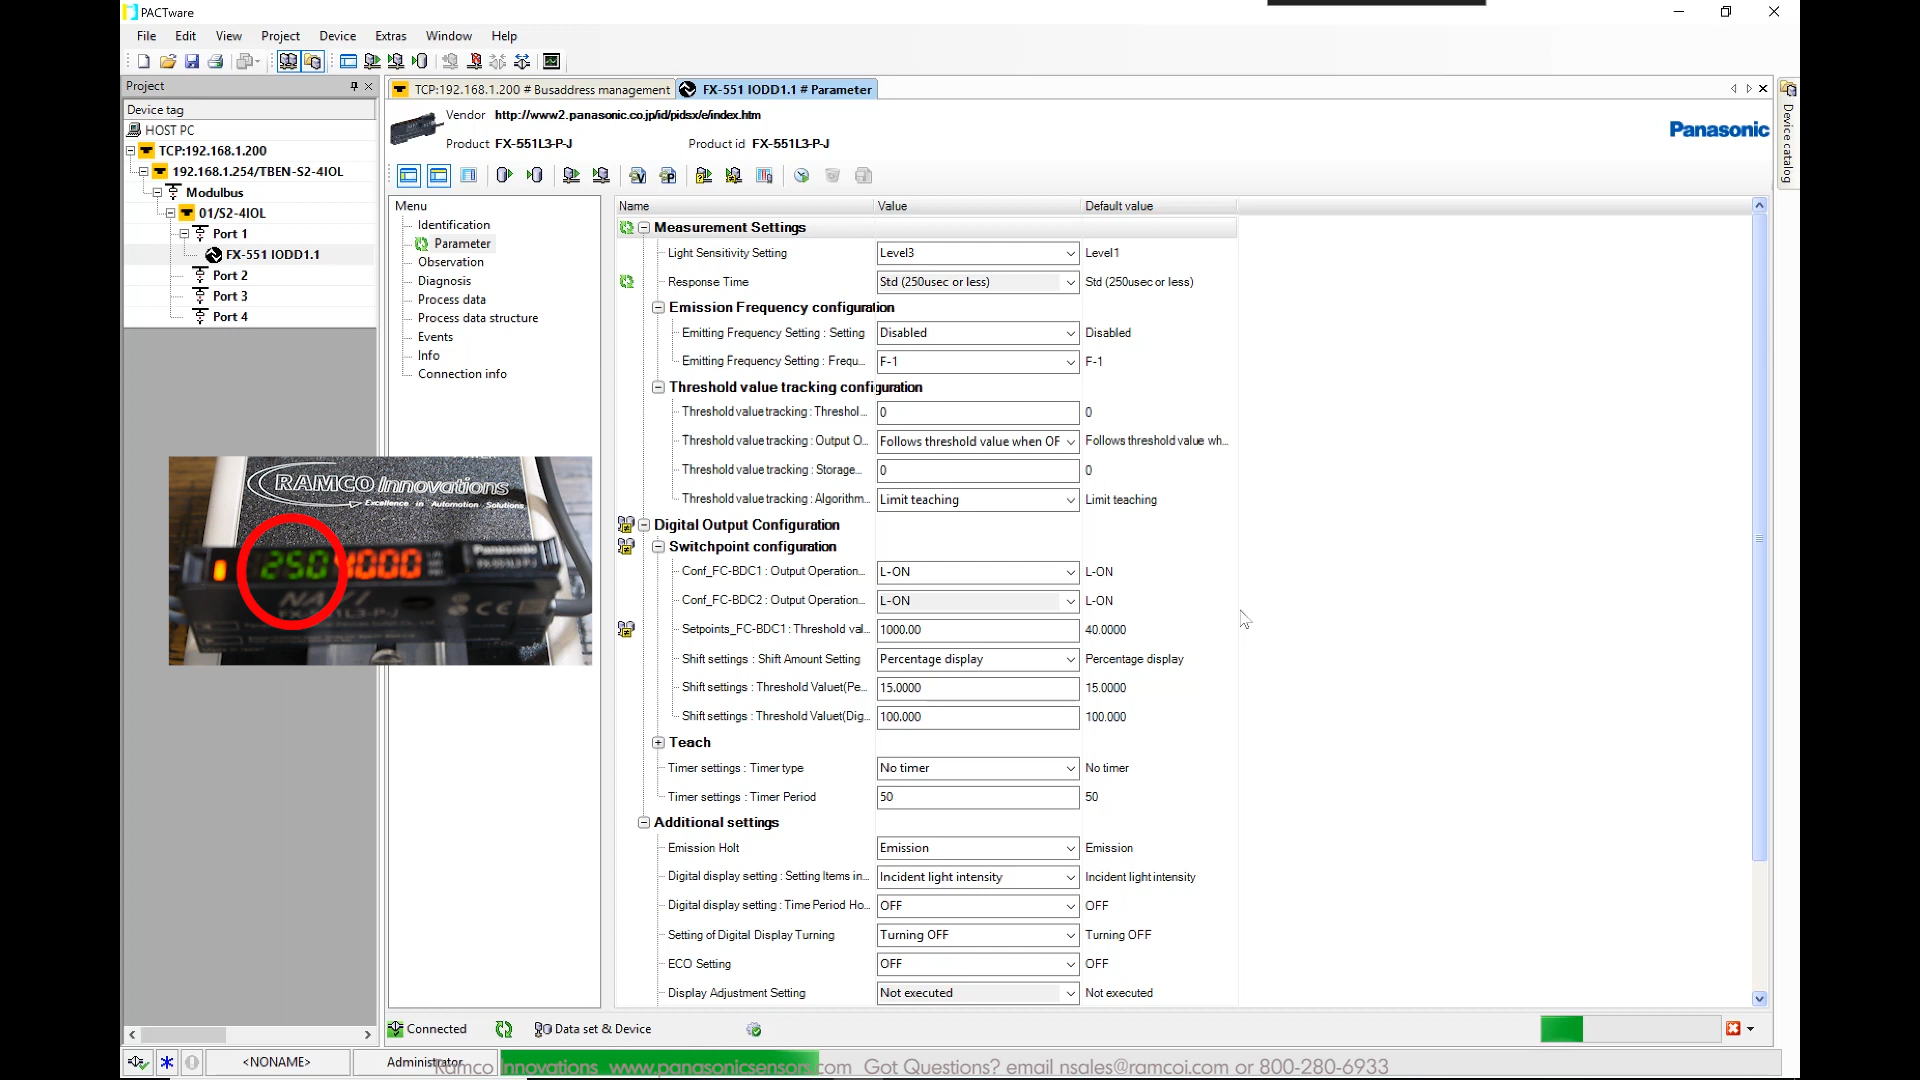 PACTware
File Edit View Project Device Extras Window Help
Project
TCP:192.168.1.200 # Busaddress management
FX-551 IODD1.1 # Parameter
Device tag
HOST PC
TCP:192.168.1.200
192.168.1.254/TBEN-S2-4IOL
Modulbus
01/S2-4IOL
Port 1
FX-551 IODD1.1
Port 2
Port 3
Port 4
Vendor http://www2.panasonic.co.jp/id/pidsx/e/index.htm
Product FX-551L3-P-J Product id FX-551L3-P-J
Panasonic
Device catalog
Menu
Identification
Parameter
Observation
Diagnosis
Process data
Process data structure
Events
Info
Connection info
Name Value Default value
Measurement Settings
Light Sensitivity Setting Level3 Level1
Response Time Std (250usec or less) Std (250usec or less)
Emission Frequency configuration
Emitting Frequency Setting : Setting Disabled Disabled
Emitting Frequency Setting : Frequ... F-1 F-1
Threshold value tracking configuration
Threshold value tracking : Threshol... 0 0
Threshold value tracking : Output O... Follows threshold value when OF Follows threshold value wh...
Threshold value tracking : Storage... 0 0
Threshold value tracking : Algorithm... Limit teaching Limit teaching
Digital Output Configuration
Switchpoint configuration
Conf_FC-BDC1 : Output Operation... L-ON L-ON
Conf_FC-BDC2 : Output Operation... L-ON L-ON
Setpoints_FC-BDC1 : Threshold val... 1000.00 40.0000
Shift settings : Shift Amount Setting Percentage display Percentage display
Shift settings : Threshold Valuet(Pe... 15.0000 15.0000
Shift settings : Threshold Valuet(Dig... 100.000 100.000
Teach
Timer settings : Timer type No timer No timer
Timer settings : Timer Period 50 50
Additional settings
Emission Holt Emission Emission
Digital display setting : Setting Items in... Incident light intensity Incident light intensity
Digital display setting : Time Period Ho... OFF OFF
Setting of Digital Display Turning Turning OFF Turning OFF
ECO Setting OFF OFF
Display Adjustment Setting Not executed Not executed
RAMCO Innovations
Excellence in Automation Solutions
250 1000
Panasonic
NAVI
CE
Connected Data set & Device
<NONAME> Administrator
Ramco Innovations www.panasonicsensors.com Got Questions? email nsales@ramcoi.com or 800-280-6933